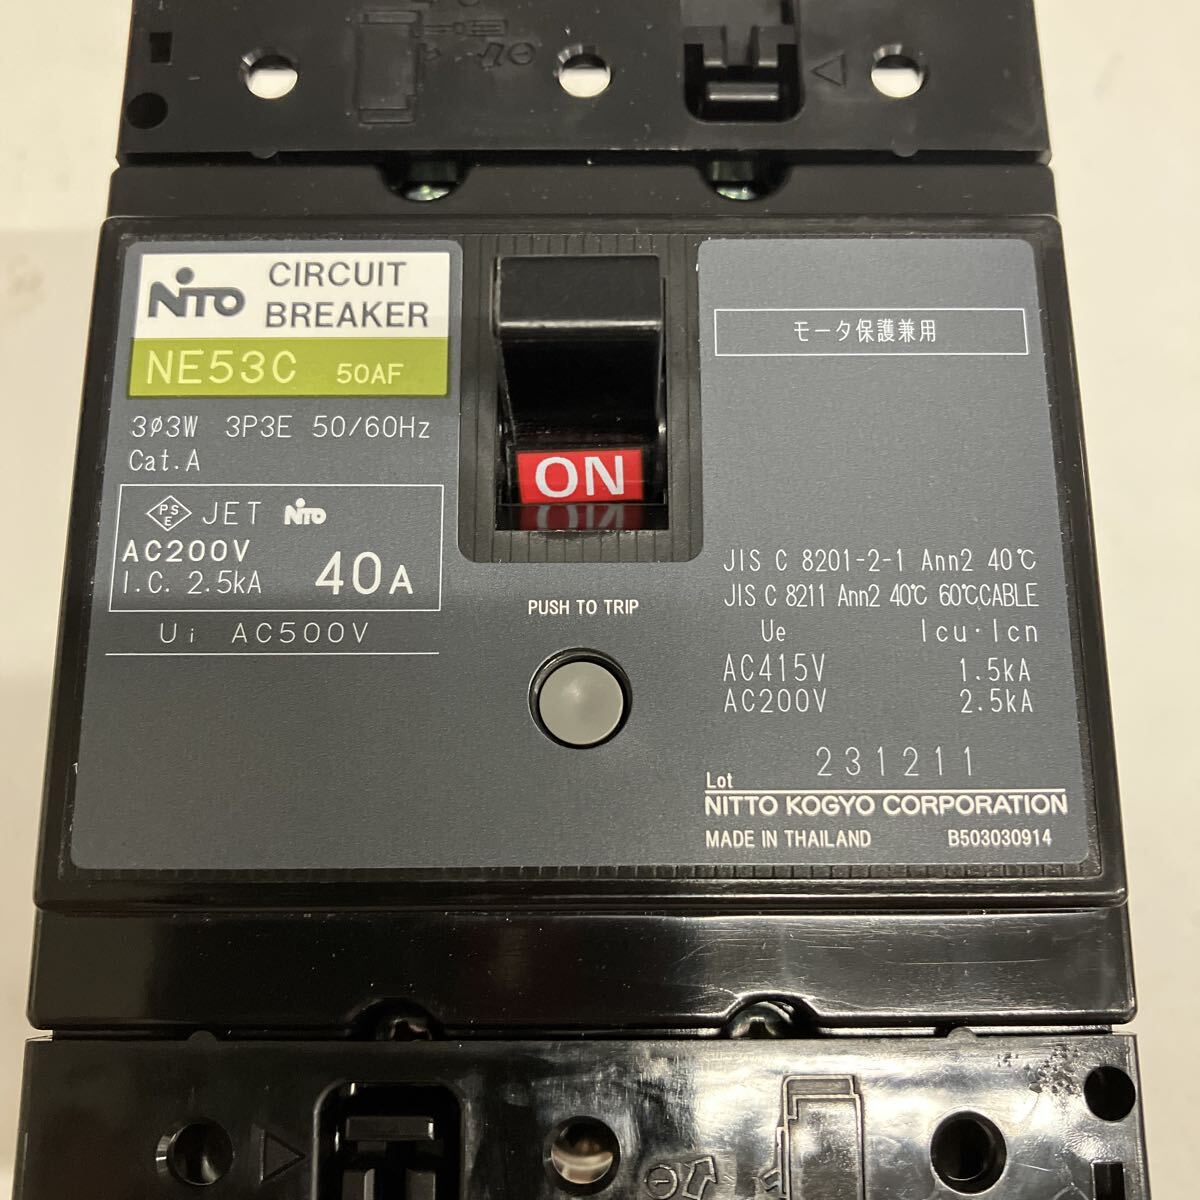 NiTO CIRCUIT
BREAKER
NE53C 50AF
3ø3W 3P3E 50/60Hz
Cat.A
PSE JET NiTO
AC200V
I.C. 2.5kA 40A
Ui AC500V
ON
PUSH TO TRIP
モータ保護兼用
JIS C 8201-2-1 Ann2 40℃
JIS C 8211 Ann2 40℃ 60℃CABLE
Ue Icu·Icn
AC415V 1.5kA
AC200V 2.5kA
Lot 231211
NITTO KOGYO CORPORATION
MADE IN THAILAND B503030914